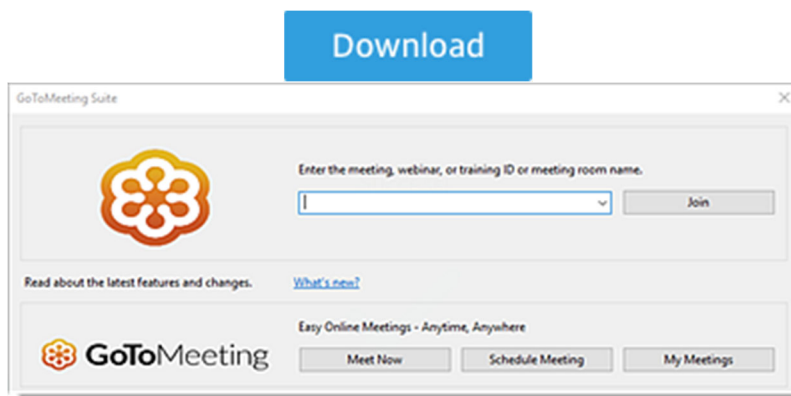 Download
GoToMeeting Suite
Enter the meeting, webinar, or training ID or meeting room name.
Join
Read about the latest features and changes. What's new?
Easy Online Meetings - Anytime, Anywhere
GoToMeeting
Meet Now Schedule Meeting My Meetings